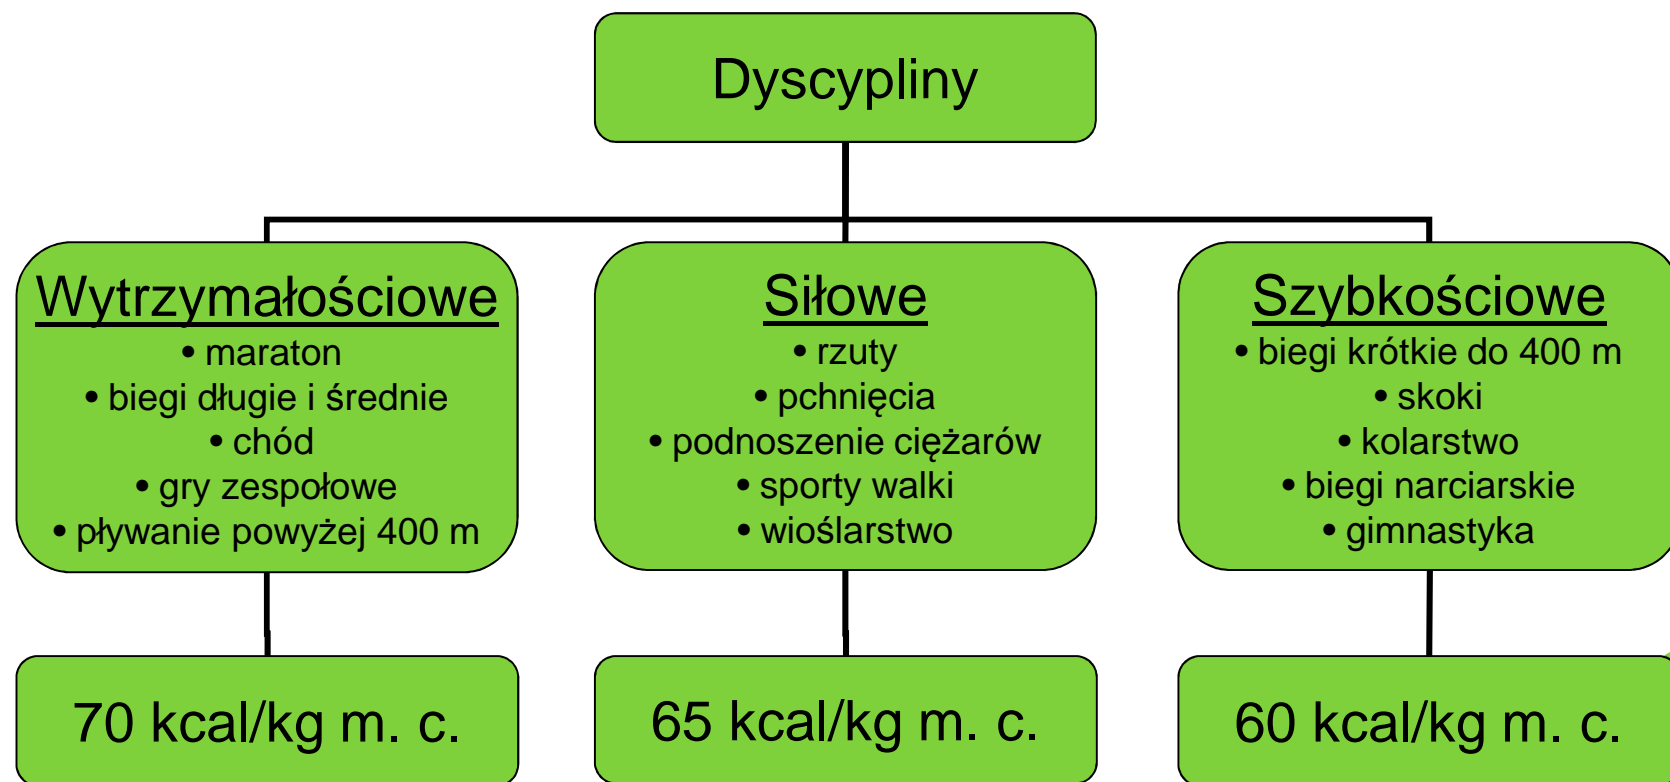 Dyscypliny
Wytrzymałościowe
• maraton
• biegi długie i średnie
• chód
• gry zespołowe
• pływanie powyżej 400 m
70 kcal/kg m. c.
Siłowe
• rzuty
• pchnięcia
• podnoszenie ciężarów
• sporty walki
• wioślarstwo
65 kcal/kg m. c.
Szybkościowe
• biegi krótkie do 400 m
• skoki
• kolarstwo
• biegi narciarskie
• gimnastyka
60 kcal/kg m. c.